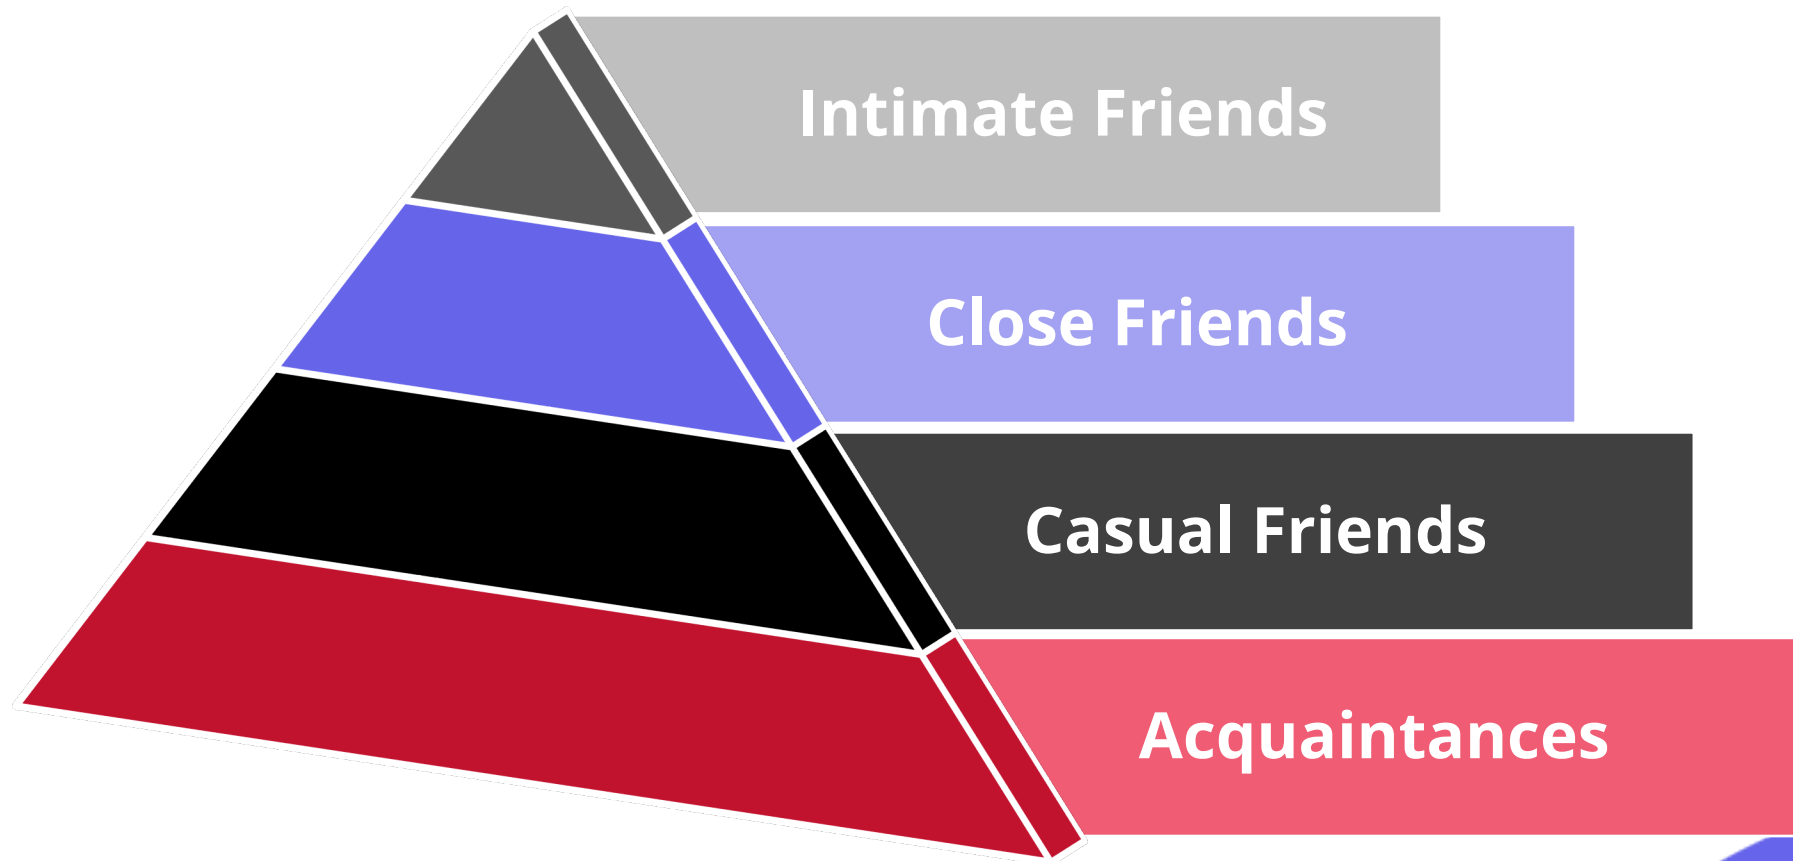 Intimate Friends
Close Friends
Casual Friends
Acquaintances